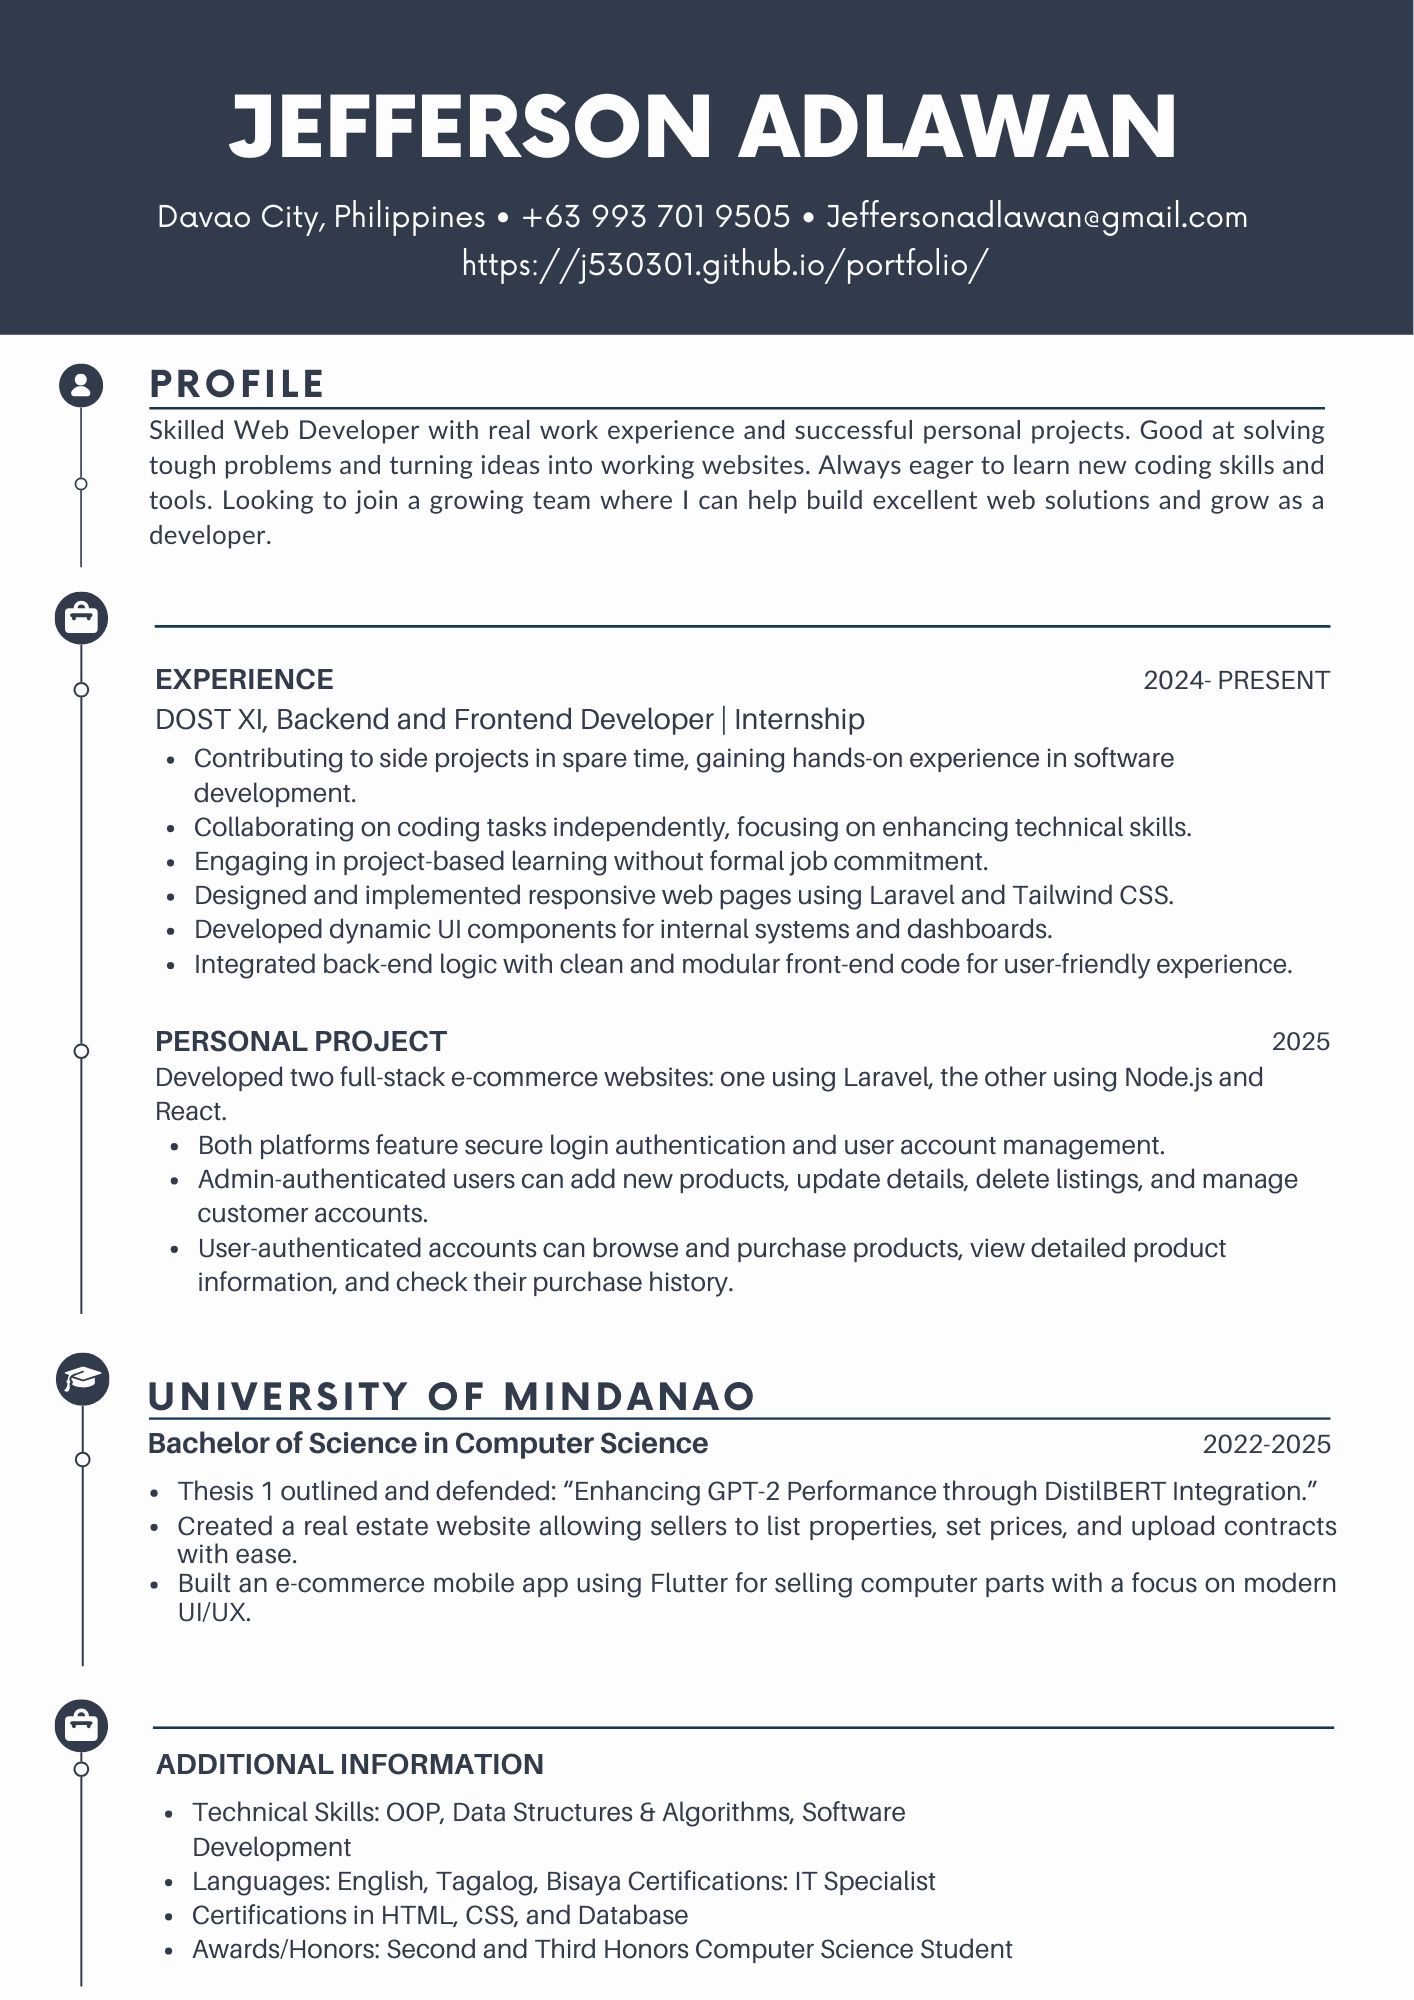 JEFFERSON ADLAWAN
Davao City, Philippines • +63 993 701 9505 • Jeffersonadlawan@gmail.com
https://j530301.github.io/portfolio/
PROFILE
Skilled Web Developer with real work experience and successful personal projects. Good at solving
tough problems and turning ideas into working websites. Always eager to learn new coding skills and
tools. Looking to join a growing team where I can help build excellent web solutions and grow as a
developer.
EXPERIENCE 2024- PRESENT
DOST XI, Backend and Frontend Developer | Internship
• Contributing to side projects in spare time, gaining hands-on experience in software
development.
• Collaborating on coding tasks independently, focusing on enhancing technical skills.
• Engaging in project-based learning without formal job commitment.
• Designed and implemented responsive web pages using Laravel and Tailwind CSS.
• Developed dynamic UI components for internal systems and dashboards.
• Integrated back-end logic with clean and modular front-end code for user-friendly experience.
PERSONAL PROJECT 2025
Developed two full-stack e-commerce websites: one using Laravel, the other using Node.js and
React.
• Both platforms feature secure login authentication and user account management.
• Admin-authenticated users can add new products, update details, delete listings, and manage
customer accounts.
• User-authenticated accounts can browse and purchase products, view detailed product
information, and check their purchase history.
UNIVERSITY OF MINDANAO
Bachelor of Science in Computer Science 2022-2025
• Thesis 1 outlined and defended: “Enhancing GPT-2 Performance through DistilBERT Integration.”
• Created a real estate website allowing sellers to list properties, set prices, and upload contracts
with ease.
• Built an e-commerce mobile app using Flutter for selling computer parts with a focus on modern
UI/UX.
ADDITIONAL INFORMATION
• Technical Skills: OOP, Data Structures & Algorithms, Software
Development
• Languages: English, Tagalog, Bisaya Certifications: IT Specialist
• Certifications in HTML, CSS, and Database
• Awards/Honors: Second and Third Honors Computer Science Student